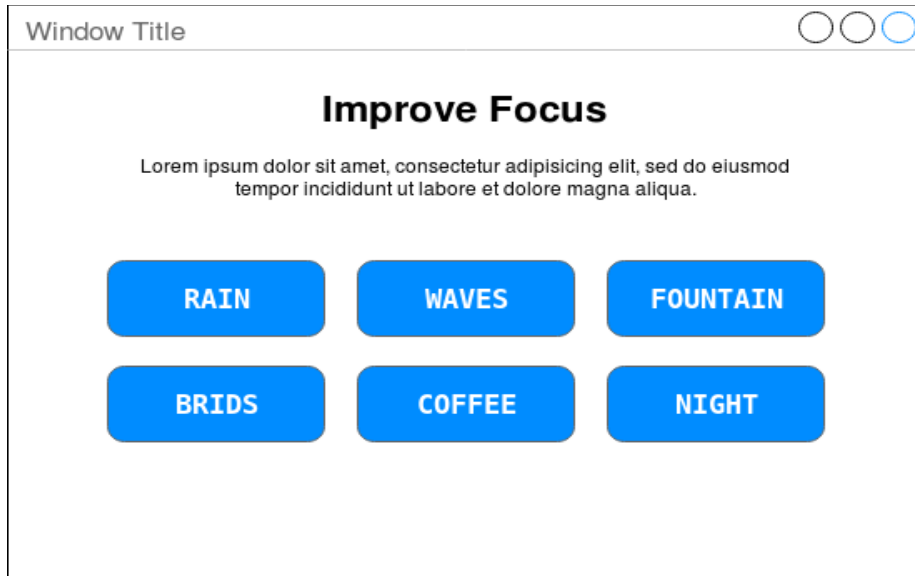 Window Title
Improve Focus
Lorem ipsum dolor sit amet, consectetur adipisicing elit, sed do eiusmod
tempor incididunt ut labore et dolore magna aliqua.
RAIN WAVES FOUNTAIN
BRIDS COFFEE NIGHT